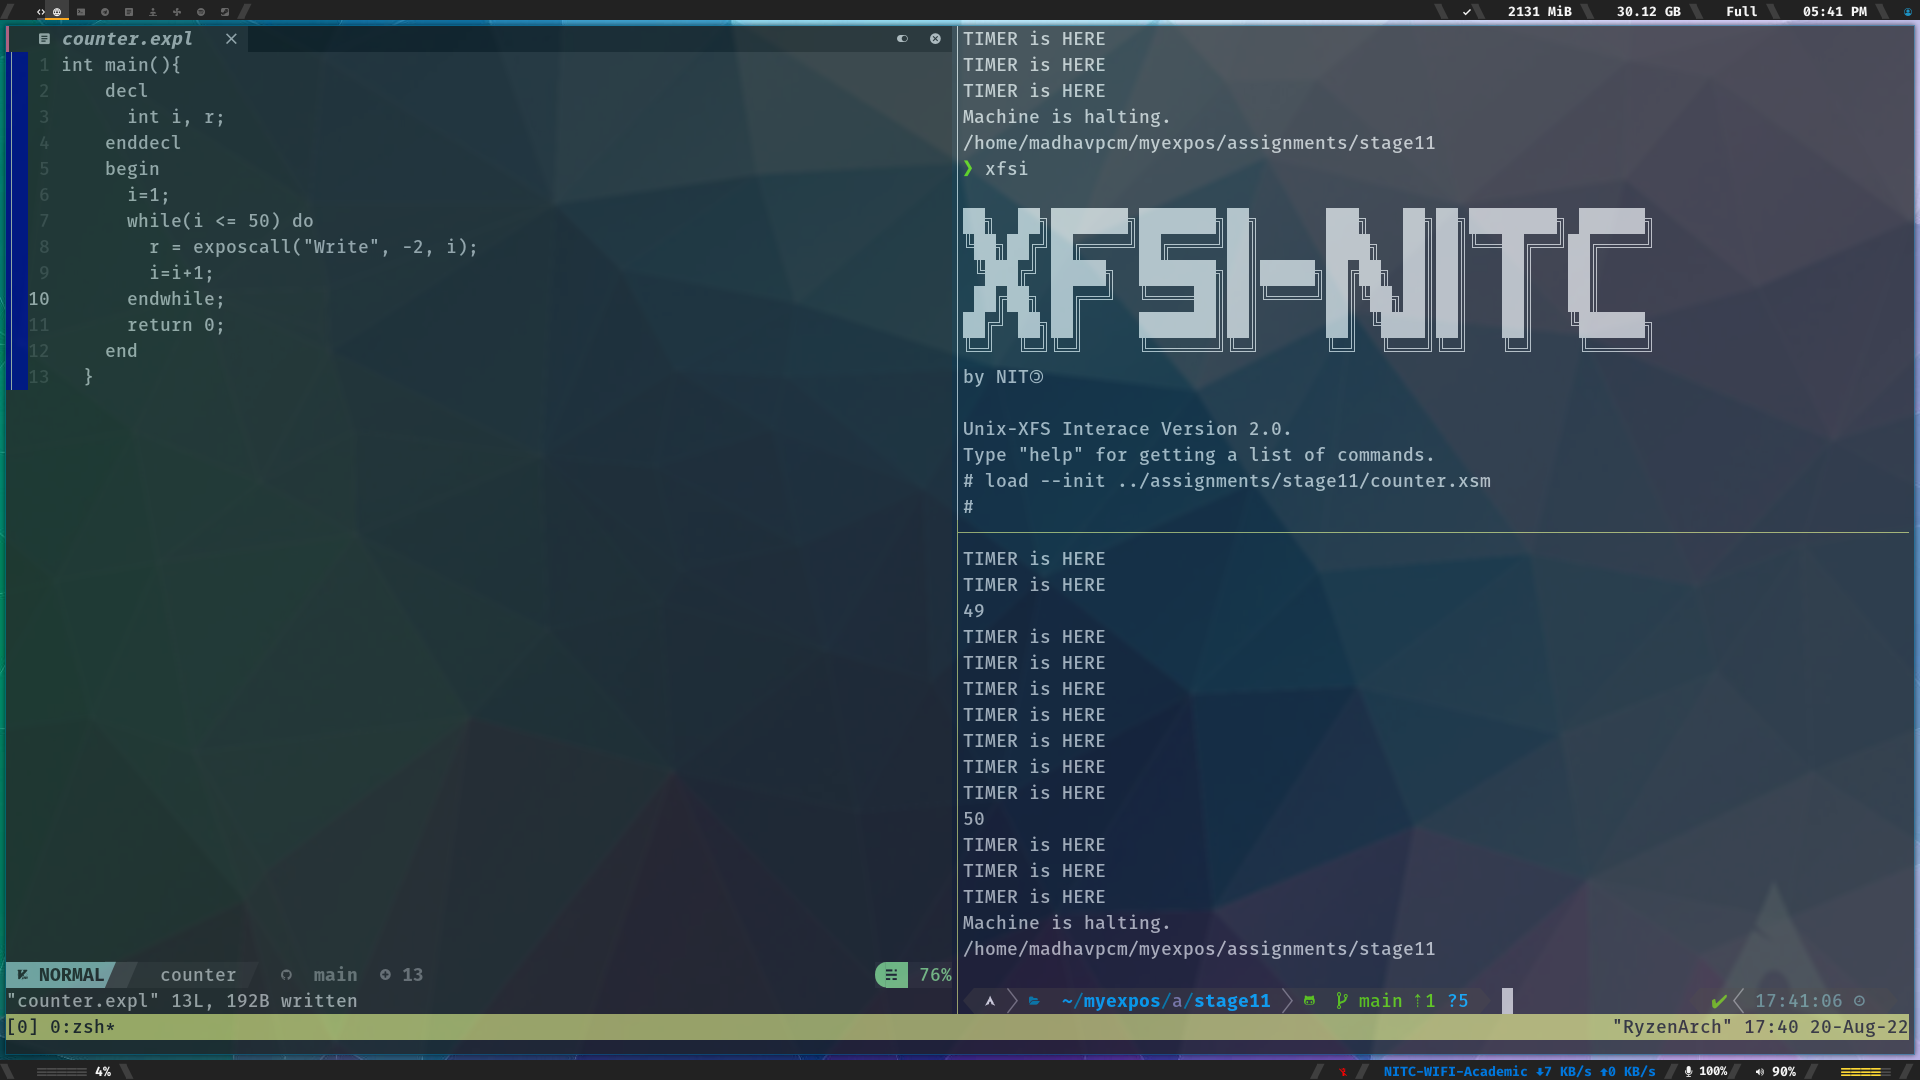 2131 MiB
30.12 GB
Full
05:41 PM
counter.expl
1 int main(){
2 decl
3 int i, r;
4 enddecl
5 begin
6 i=1;
7 while(i <= 50) do
8 r = exposcall("Write", -2, i);
9 i=i+1;
10 endwhile;
11 return 0;
12 end
13 }
NORMAL counter main 13 76%
"counter.expl" 13L, 192B written
TIMER is HERE
TIMER is HERE
TIMER is HERE
Machine is halting.
/home/madhavpcm/myexpos/assignments/stage11
❯ xfsi
XFSI-NITC
by NITↄ⃝
Unix-XFS Interace Version 2.0.
Type "help" for getting a list of commands.
# load --init ../assignments/stage11/counter.xsm
#
TIMER is HERE
TIMER is HERE
49
TIMER is HERE
TIMER is HERE
TIMER is HERE
TIMER is HERE
TIMER is HERE
TIMER is HERE
TIMER is HERE
50
TIMER is HERE
TIMER is HERE
TIMER is HERE
Machine is halting.
/home/madhavpcm/myexpos/assignments/stage11
~/myexpos/a/stage11 main ⇡1 ?5 ✔ 17:41:06
[0] 0:zsh* "RyzenArch" 17:40 20-Aug-22
4%
NITC-WIFI-Academic ⬇7 KB/s ⬆0 KB/s
100%
90%